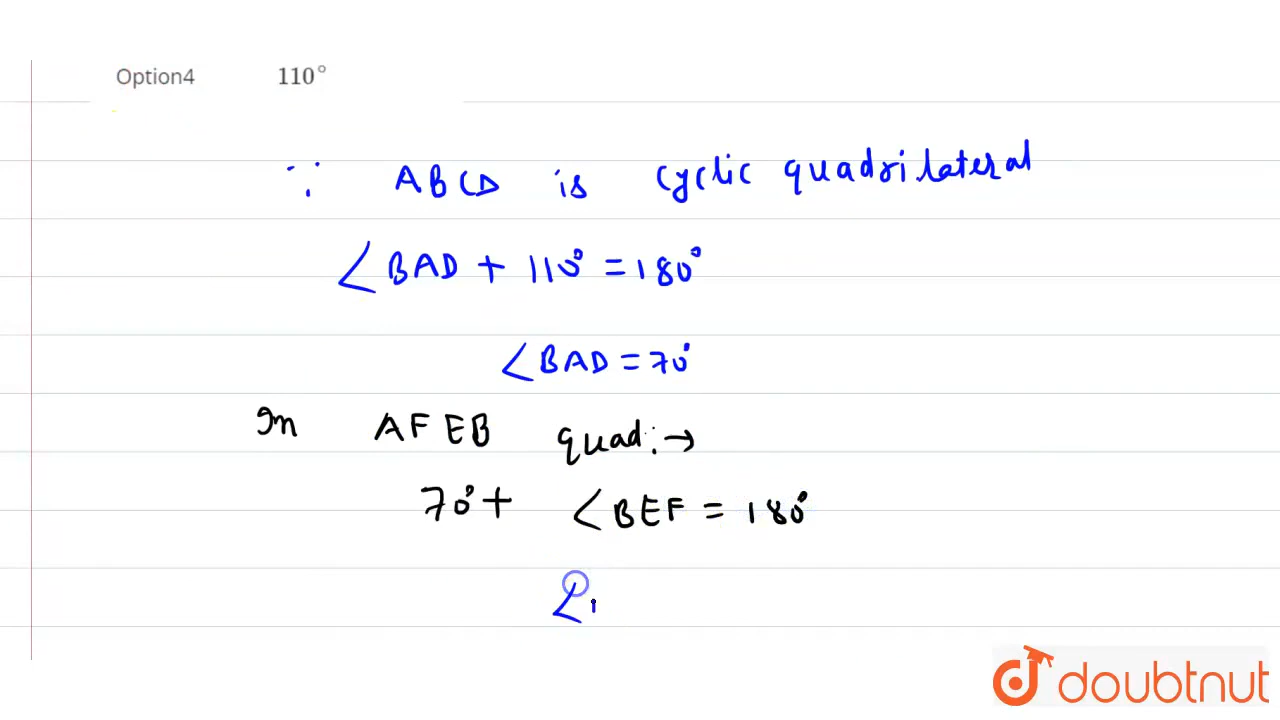 Option4 110°
∵ ABCD is cyclic quadrilateral
∠BAD + 110° = 180°
∠BAD = 70°
In AFEB quad: →
70° + ∠BEF = 180°
∠
doubtnut